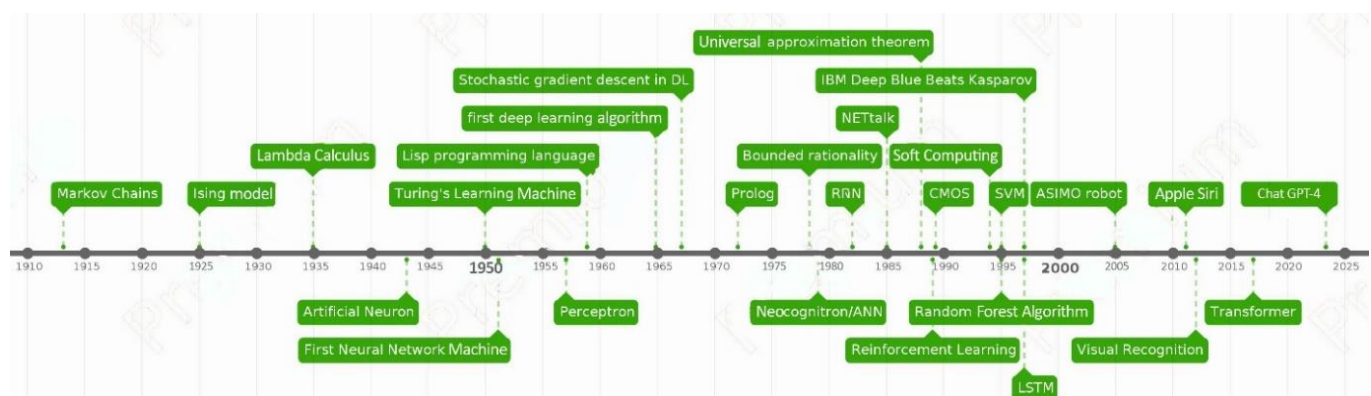 Universal approximation theorem
Stochastic gradient descent in DL
IBM Deep Blue Beats Kasparov
first deep learning algorithm
NETtalk
Lambda Calculus
Lisp programming language
Bounded rationality
Soft Computing
Markov Chains
Ising model
Turing's Learning Machine
Prolog
RNN
CMOS
SVM
ASIMO robot
Apple Siri
Chat GPT-4
1910 1915 1920 1925 1930 1935 1940 1945 1950 1955 1960 1965 1970 1975 1980 1985 1990 1995 2000 2005 2010 2015 2020 2025
Artificial Neuron
Perceptron
Neocognitron/ANN
Random Forest Algorithm
Transformer
First Neural Network Machine
Reinforcement Learning
Visual Recognition
LSTM